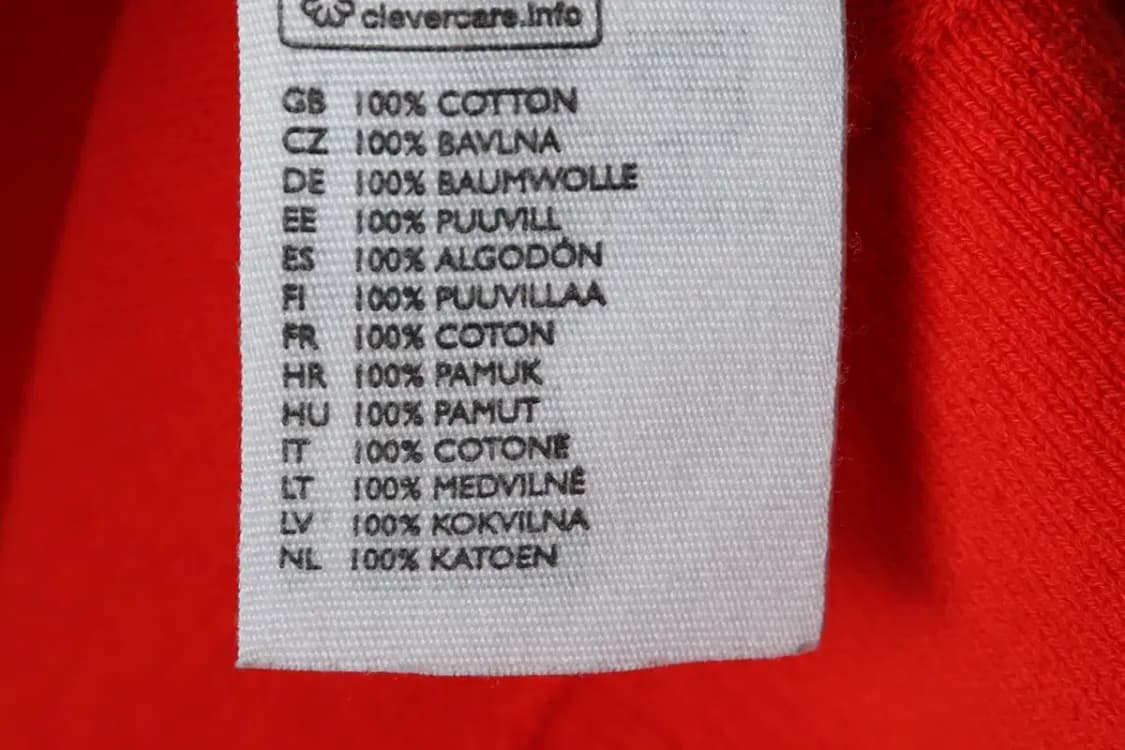 clevercare.info
GB 100% COTTON
CZ 100% BAVLNA
DE 100% BAUMWOLLE
EE 100% PUUVILL
ES 100% ALGODÓN
FI 100% PUUVILLAA
FR 100% COTON
HR 100% PAMUK
HU 100% PAMUT
IT 100% COTONE
LT 100% MEDVILNĖ
LV 100% KOKVILNA
NL 100% KATOEN